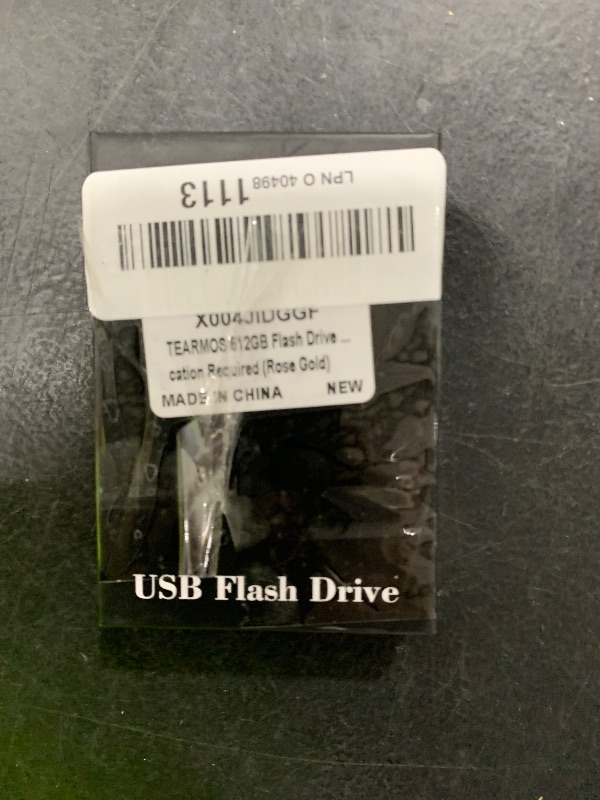 LPN O 40498 1113
X004JIDGGF
TEARMOS 512GB Flash Drive ...
cation Required (Rose Gold)
MADE IN CHINA NEW
USB Flash Drive